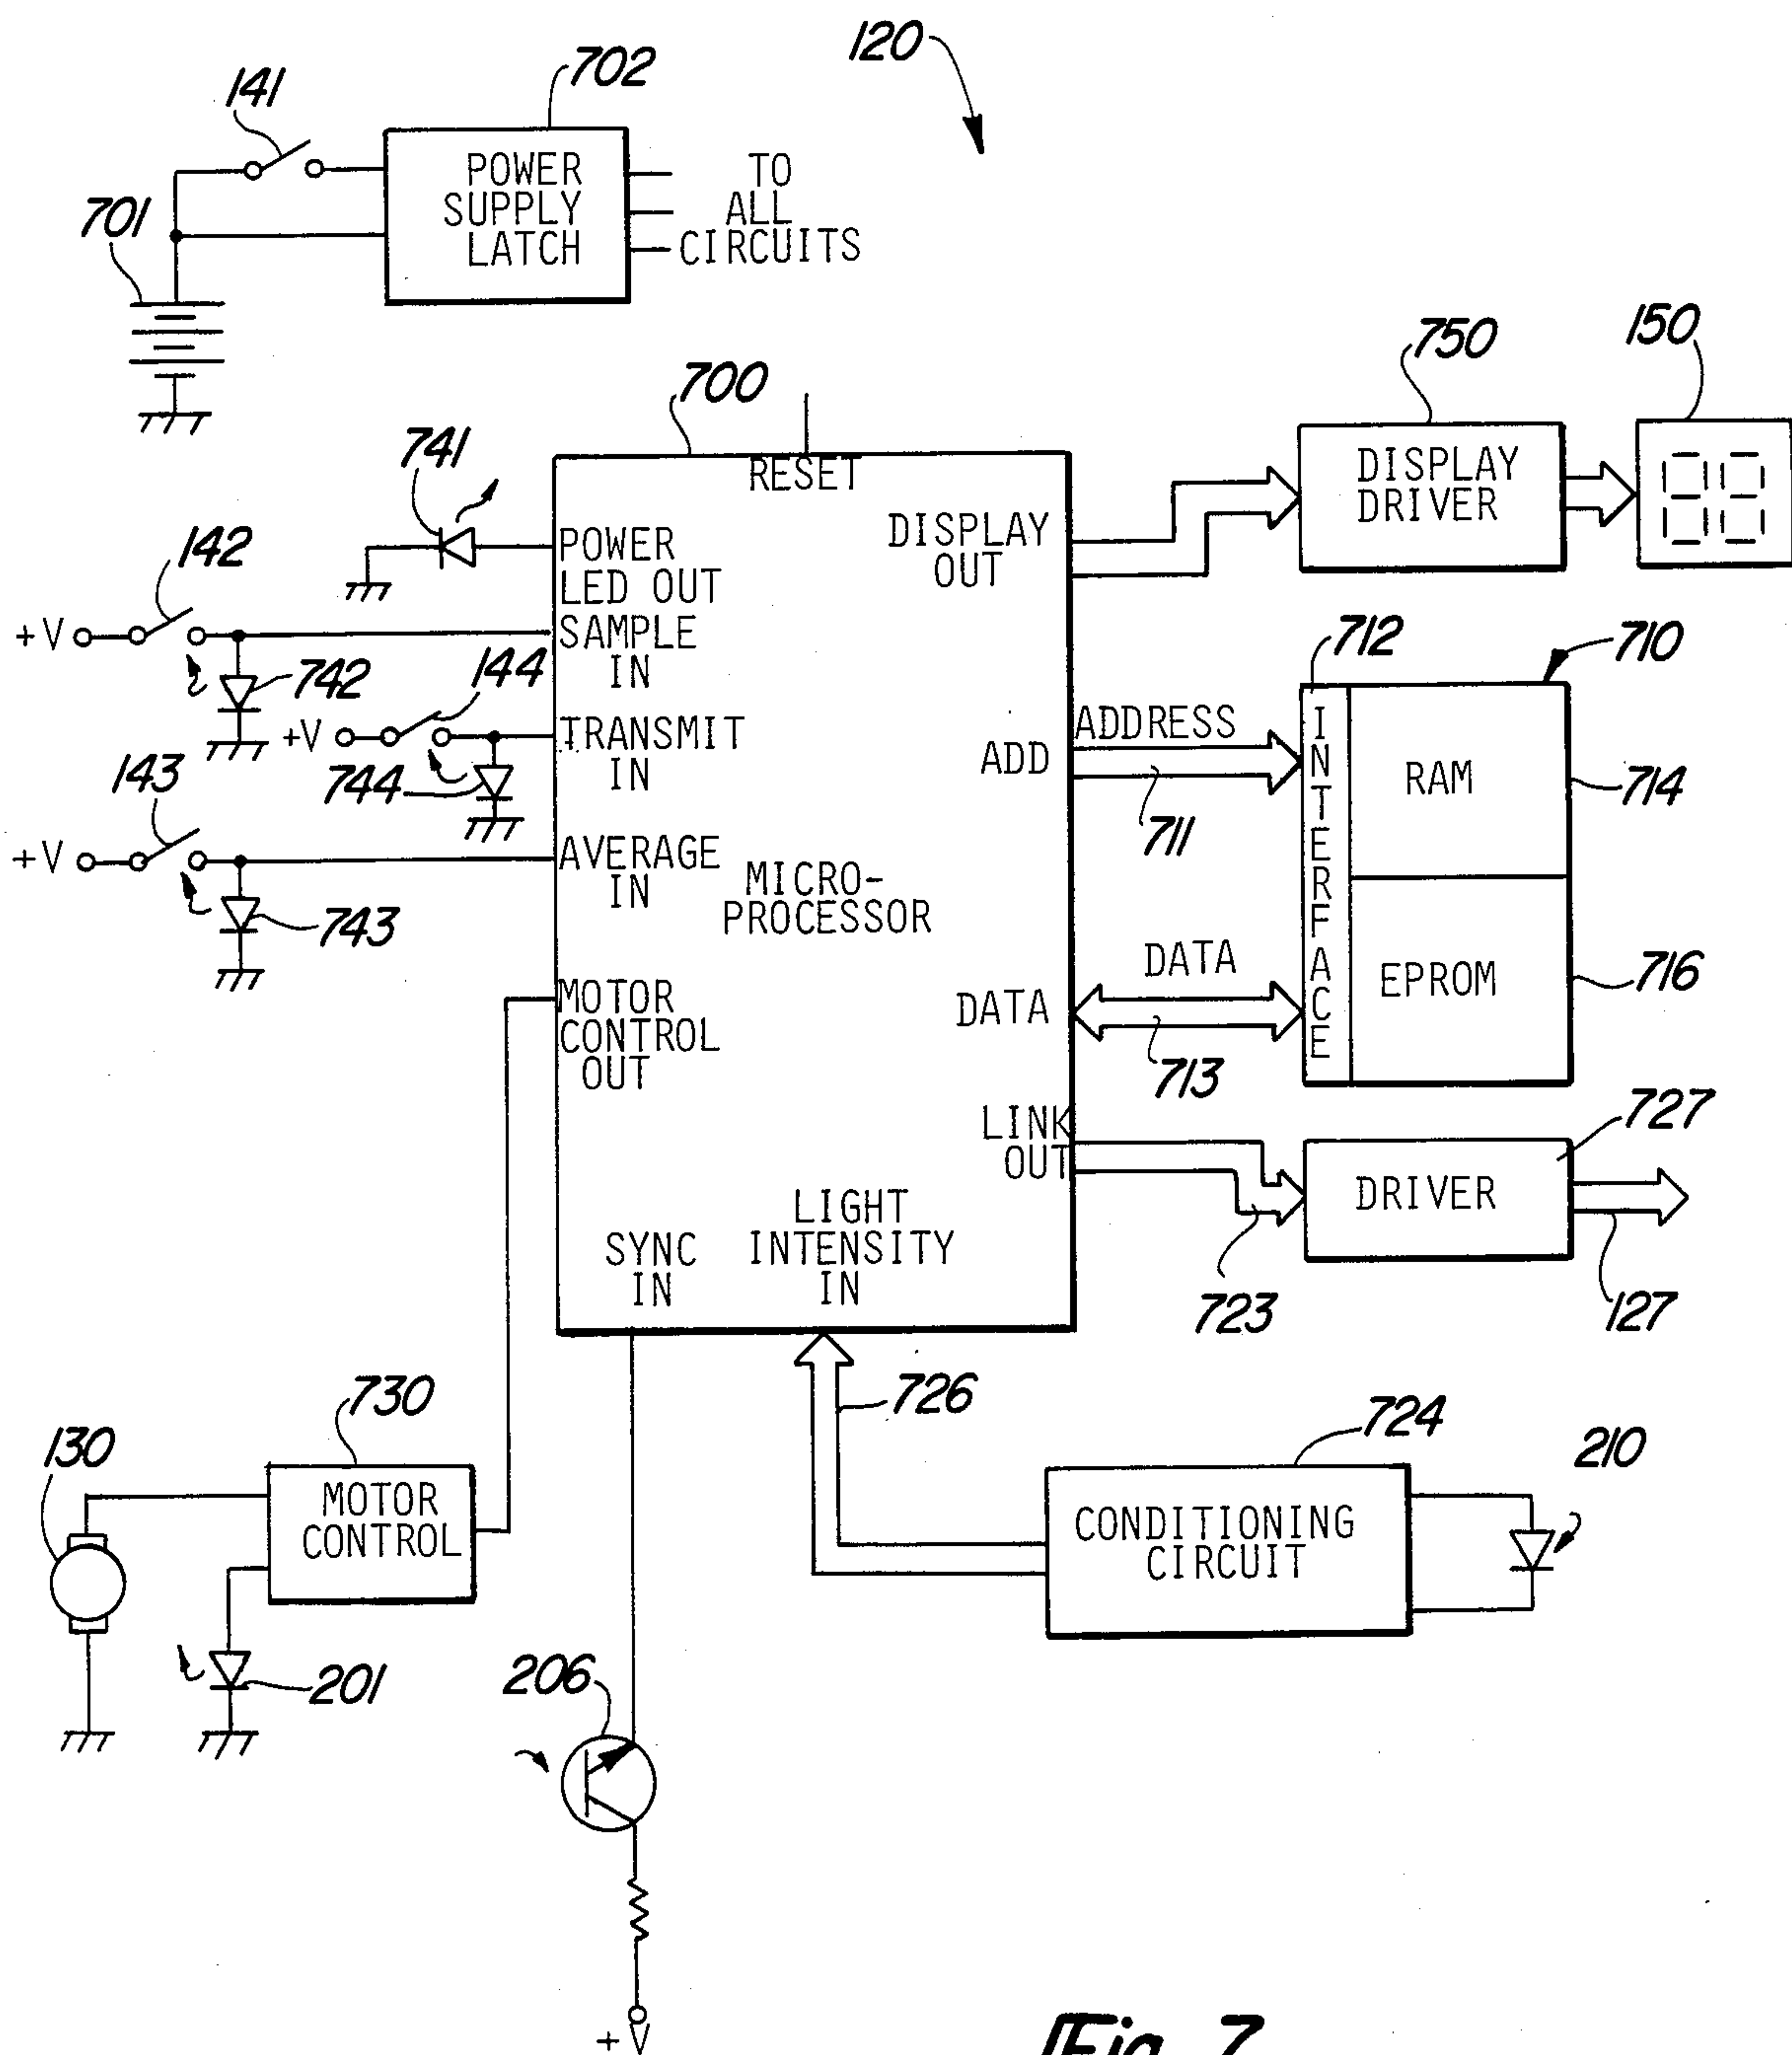 120
702
141
701
POWER
SUPPLY
LATCH
TO
ALL
CIRCUITS
700
741
142
+V
742
144
+V
744
143
+V
743
RESET
POWER
LED OUT
SAMPLE
IN
TRANSMIT
IN
AVERAGE
IN
MICRO-
PROCESSOR
MOTOR
CONTROL
OUT
SYNC
IN
LIGHT
INTENSITY
IN
DISPLAY
OUT
ADD
DATA
LINK
OUT
750
150
DISPLAY
DRIVER
712
710
ADDRESS
711
INTERFACE
RAM
714
DATA
713
EPROM
716
727
DRIVER
723
127
726
724
210
CONDITIONING
CIRCUIT
730
130
MOTOR
CONTROL
201
206
+V
Fig. 7